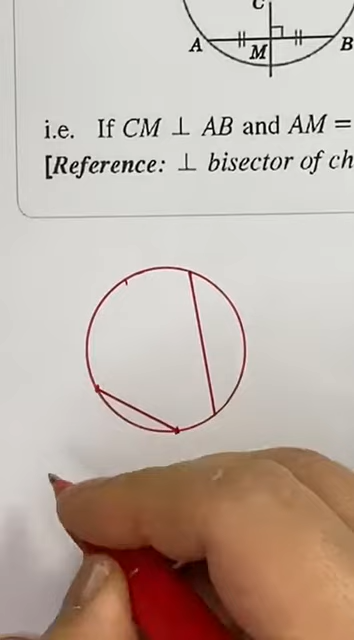 C
A
M
B
i.e. If CM ⊥ AB and AM =
[Reference: ⊥ bisector of ch